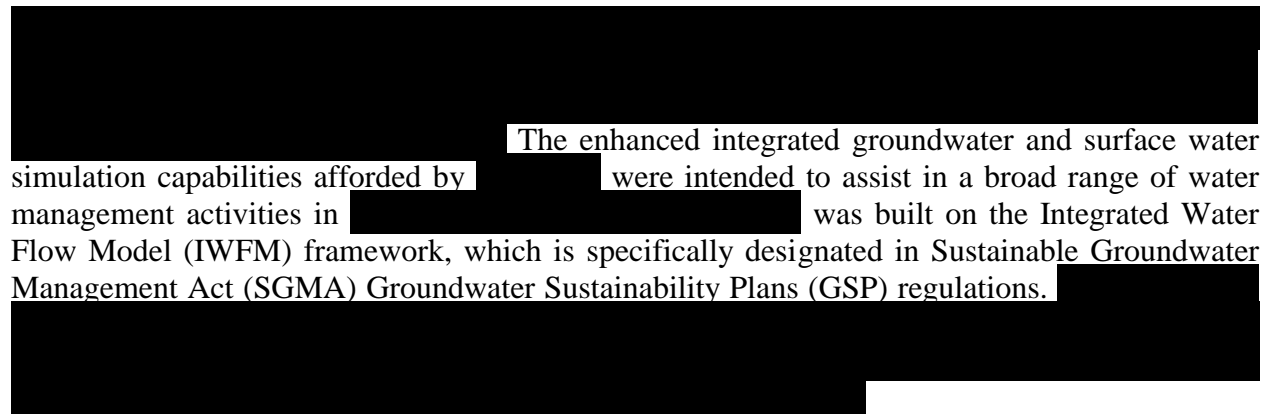 The enhanced integrated groundwater and surface water
simulation capabilities afforded by were intended to assist in a broad range of water
management activities in was built on the Integrated Water
Flow Model (IWFM) framework, which is specifically designated in Sustainable Groundwater
Management Act (SGMA) Groundwater Sustainability Plans (GSP) regulations.